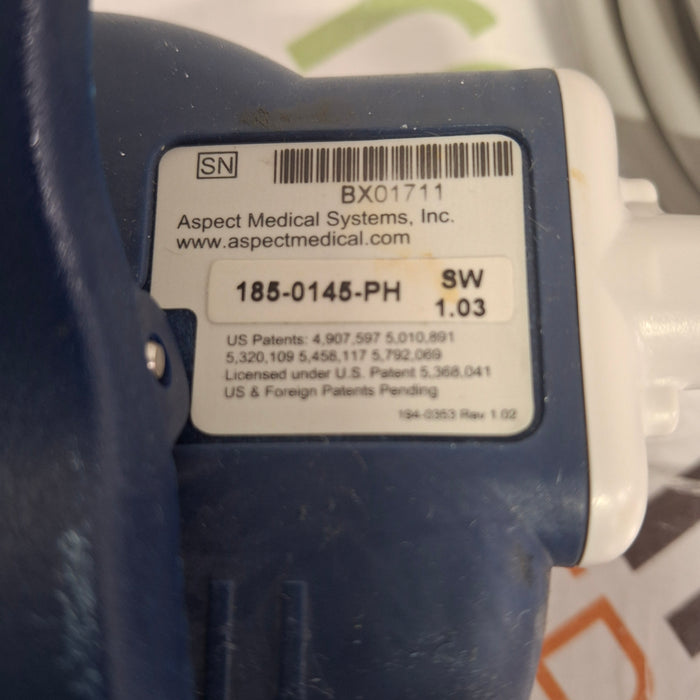 SN
BX01711
Aspect Medical Systems, Inc.
www.aspectmedical.com
185-0145-PH SW
1.03
US Patents: 4,907,597 5,010,891
5,320,109 5,458,117 5,792,069
Licensed under U.S. Patent 5,368,041
US & Foreign Patents Pending
194-0353 Rev 1.02